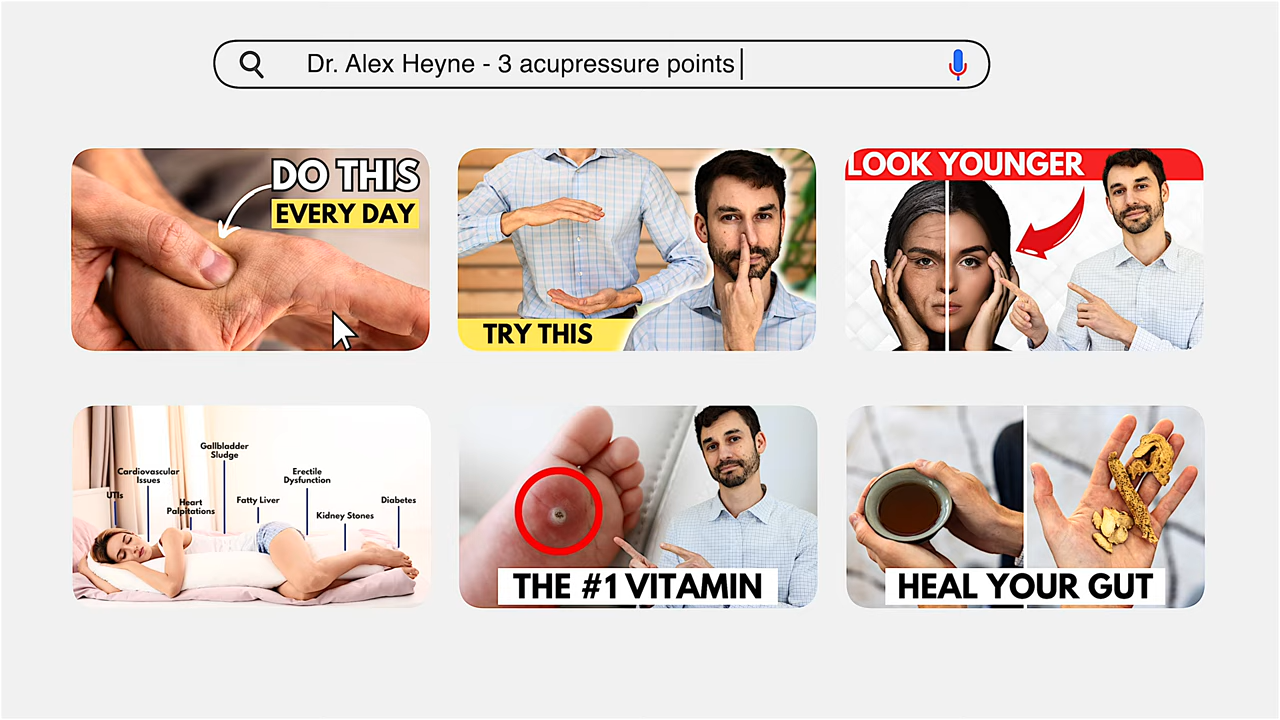 Dr. Alex Heyne - 3 acupressure points
DO THIS
EVERY DAY
TRY THIS
LOOK YOUNGER
Gallbladder
Sludge
Cardiovascular
Issues
Erectile
Dysfunction
UTIs
Heart
Palpitations
Fatty Liver
Kidney Stones
Diabetes
THE #1 VITAMIN
HEAL YOUR GUT